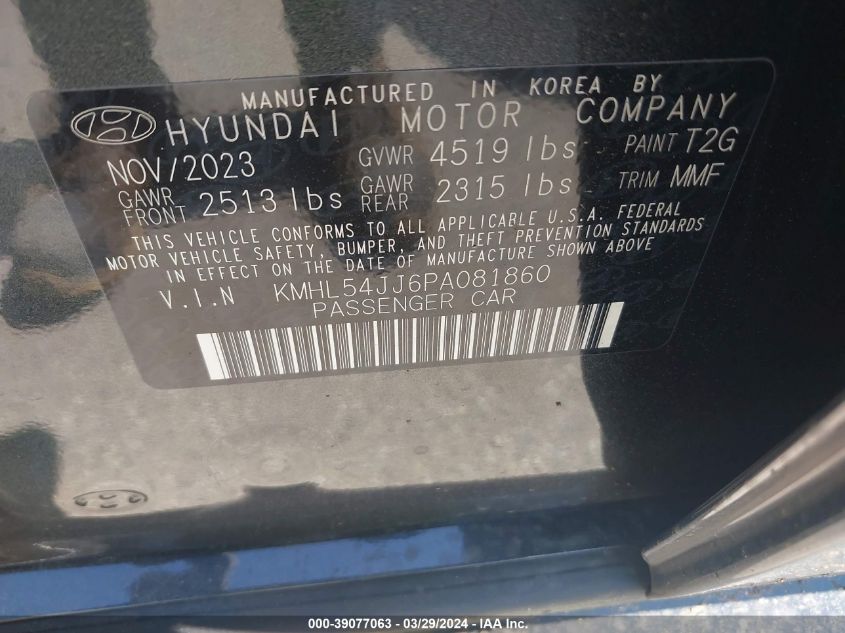 MANUFACTURED IN KOREA BY
HYUNDAI MOTOR COMPANY
NOV/2023 GVWR 4519 lbs PAINT T2G
GAWR FRONT 2513 lbs GAWR REAR 2315 lbs TRIM MMF
THIS VEHICLE CONFORMS TO ALL APPLICABLE U.S.A. FEDERAL
MOTOR VEHICLE SAFETY, BUMPER, AND THEFT PREVENTION STANDARDS
IN EFFECT ON THE DATE OF MANUFACTURE SHOWN ABOVE
V.I.N KMHL54JJ6PA081860
PASSENGER CAR
000-39077063 - 03/29/2024 - IAA Inc.